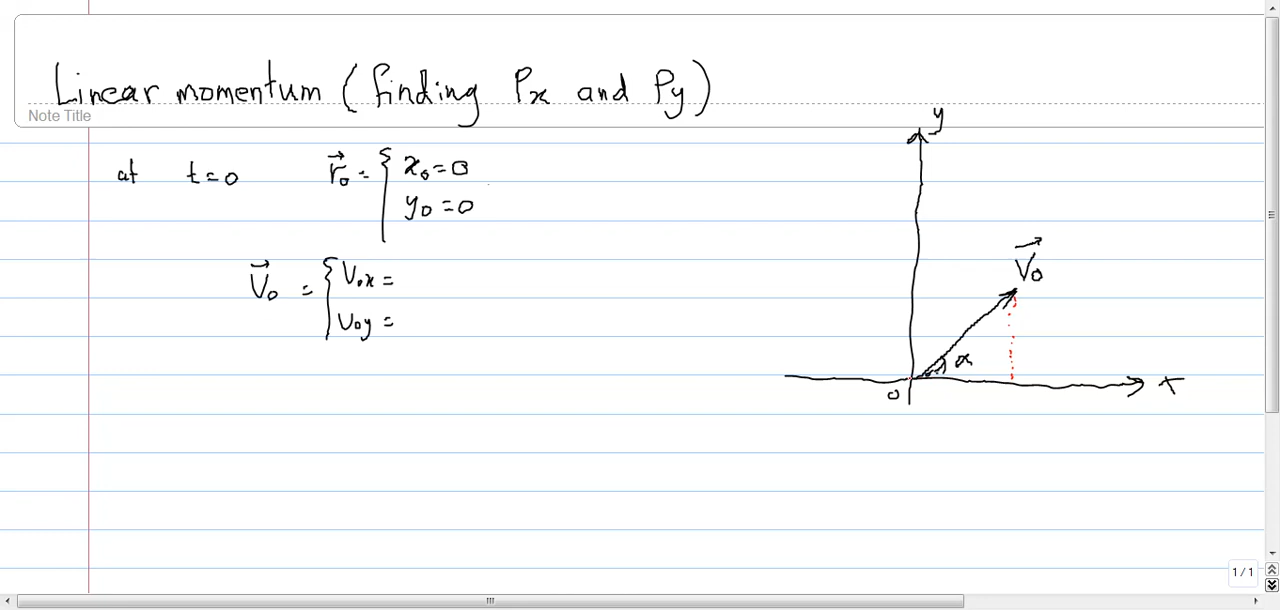 Linear momentum (finding Px and Py)
Note Title
at t=0 r⃗₀ = { x₀=0
y₀=0
V⃗₀ = { V₀x =
V₀y =
y
V⃗₀
α
0
x
1 / 1